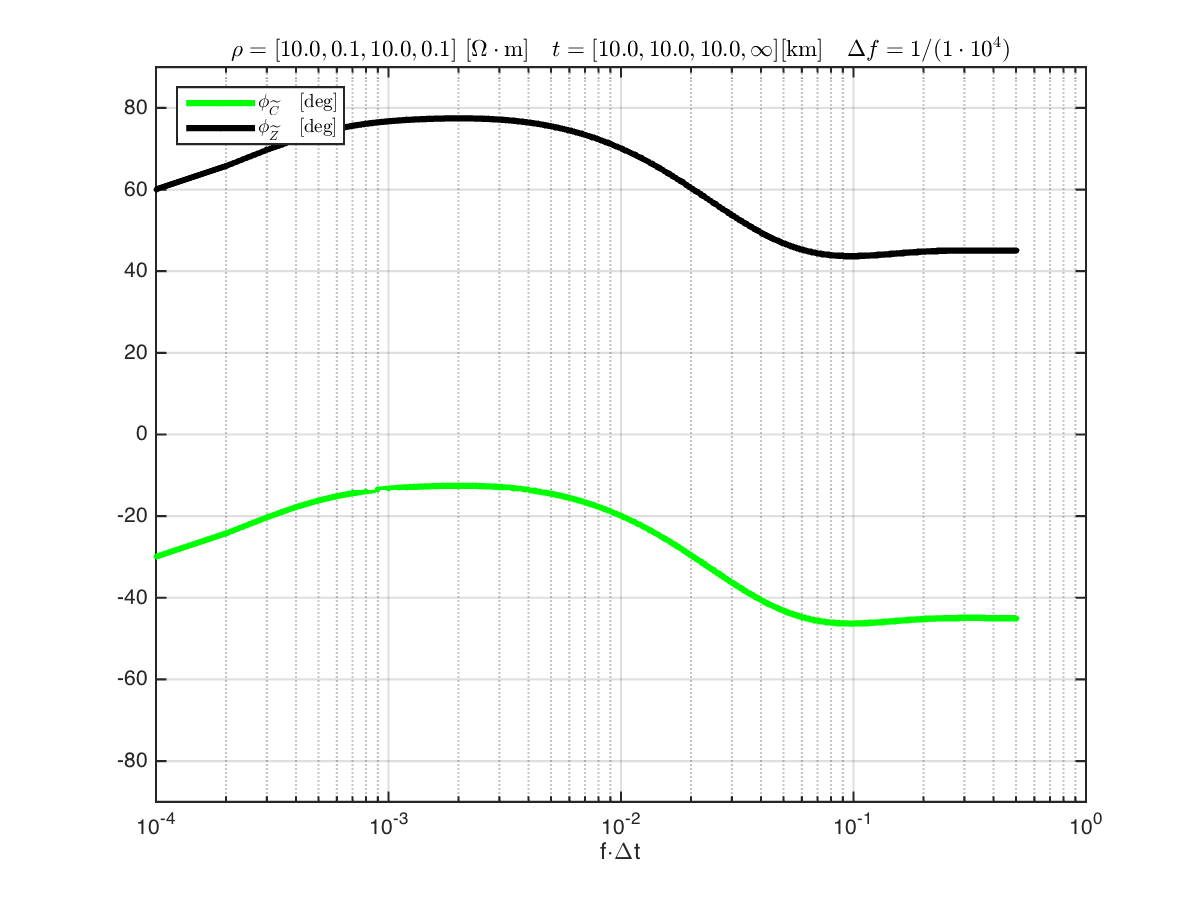 ρ = [10.0, 0.1, 10.0, 0.1] [Ω · m] t = [10.0, 10.0, 10.0, ∞][km] Δf = 1/(1 · 10⁴)
ϕ_C̃ [deg]
ϕ_Z̃ [deg]
80
60
40
20
0
-20
-40
-60
-80
10⁻⁴ 10⁻³ 10⁻² 10⁻¹ 10⁰
f·Δt